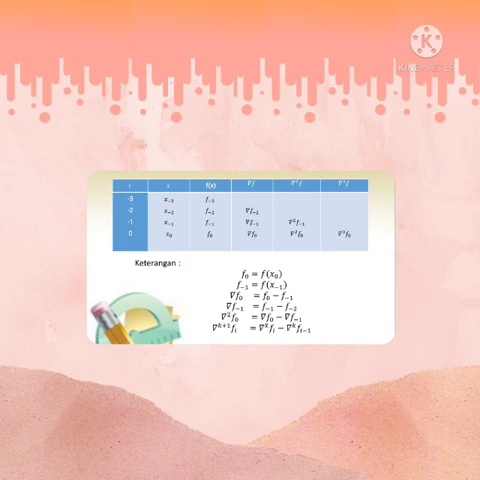 K
KINEMASTER
i x f(x) ∇f ∇²f ∇³f
-3 x₋₃ f₋₃
-2 x₋₂ f₋₂ ∇f₋₂
-1 x₋₁ f₋₁ ∇f₋₁ ∇²f₋₁
0 x₀ f₀ ∇f₀ ∇²f₀ ∇³f₀
Keterangan :
f₀ = f(x₀)
f₋₁ = f(x₋₁)
∇f₀ = f₀ − f₋₁
∇f₋₁ = f₋₁ − f₋₂
∇²f₀ = ∇f₀ − ∇f₋₁
∇ᵏ⁺¹fᵢ = ∇ᵏfᵢ − ∇ᵏfᵢ₋₁